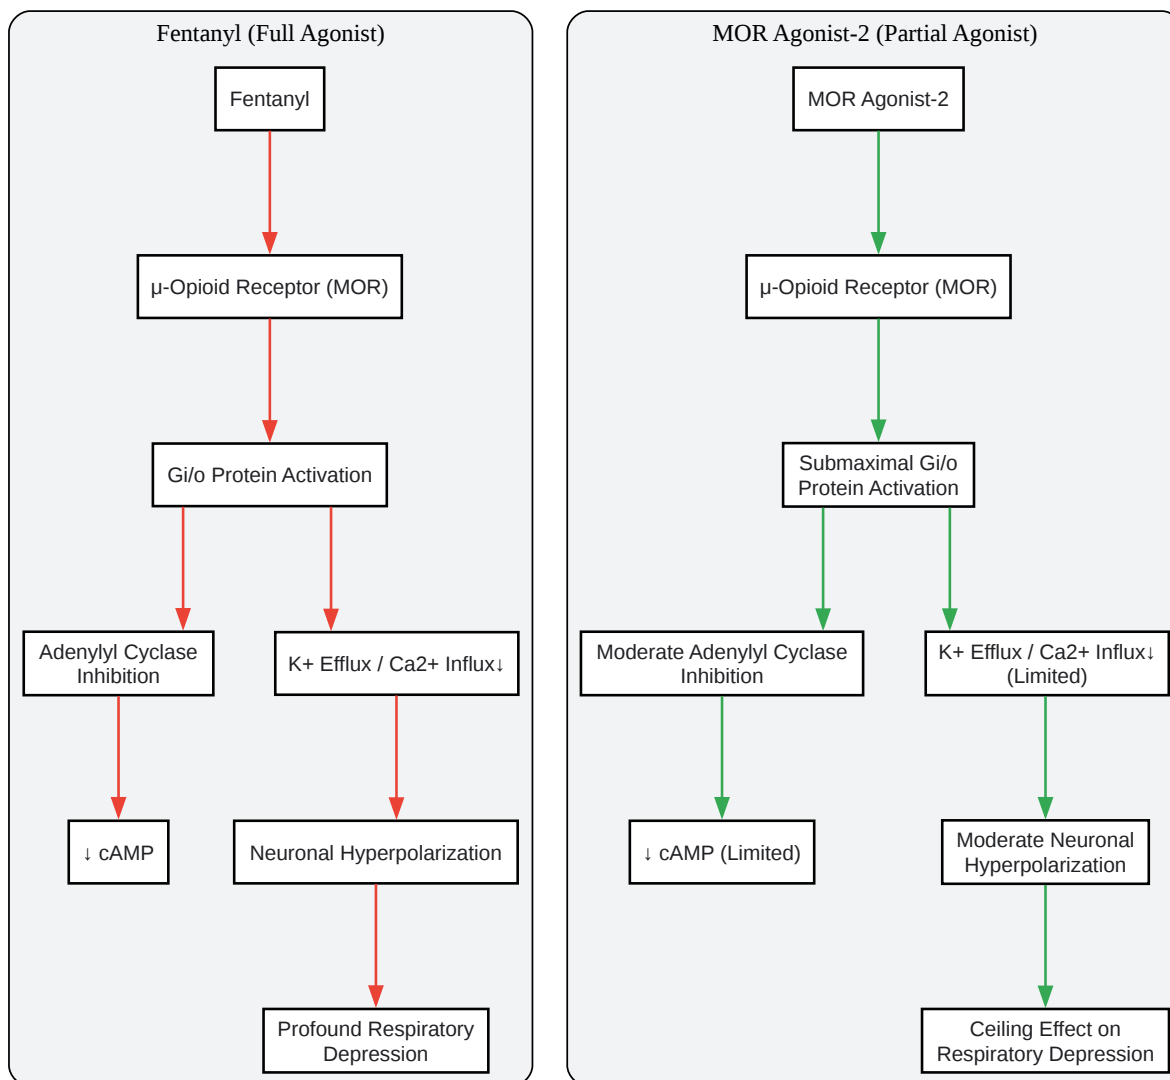 Fentanyl (Full Agonist)
Fentanyl
μ-Opioid Receptor (MOR)
Gi/o Protein Activation
Adenylyl Cyclase
Inhibition
K+ Efflux / Ca2+ Influx↓
↓ cAMP
Neuronal Hyperpolarization
Profound Respiratory
Depression
MOR Agonist-2 (Partial Agonist)
MOR Agonist-2
μ-Opioid Receptor (MOR)
Submaximal Gi/o
Protein Activation
Moderate Adenylyl Cyclase
Inhibition
K+ Efflux / Ca2+ Influx↓
(Limited)
↓ cAMP (Limited)
Moderate Neuronal
Hyperpolarization
Ceiling Effect on
Respiratory Depression